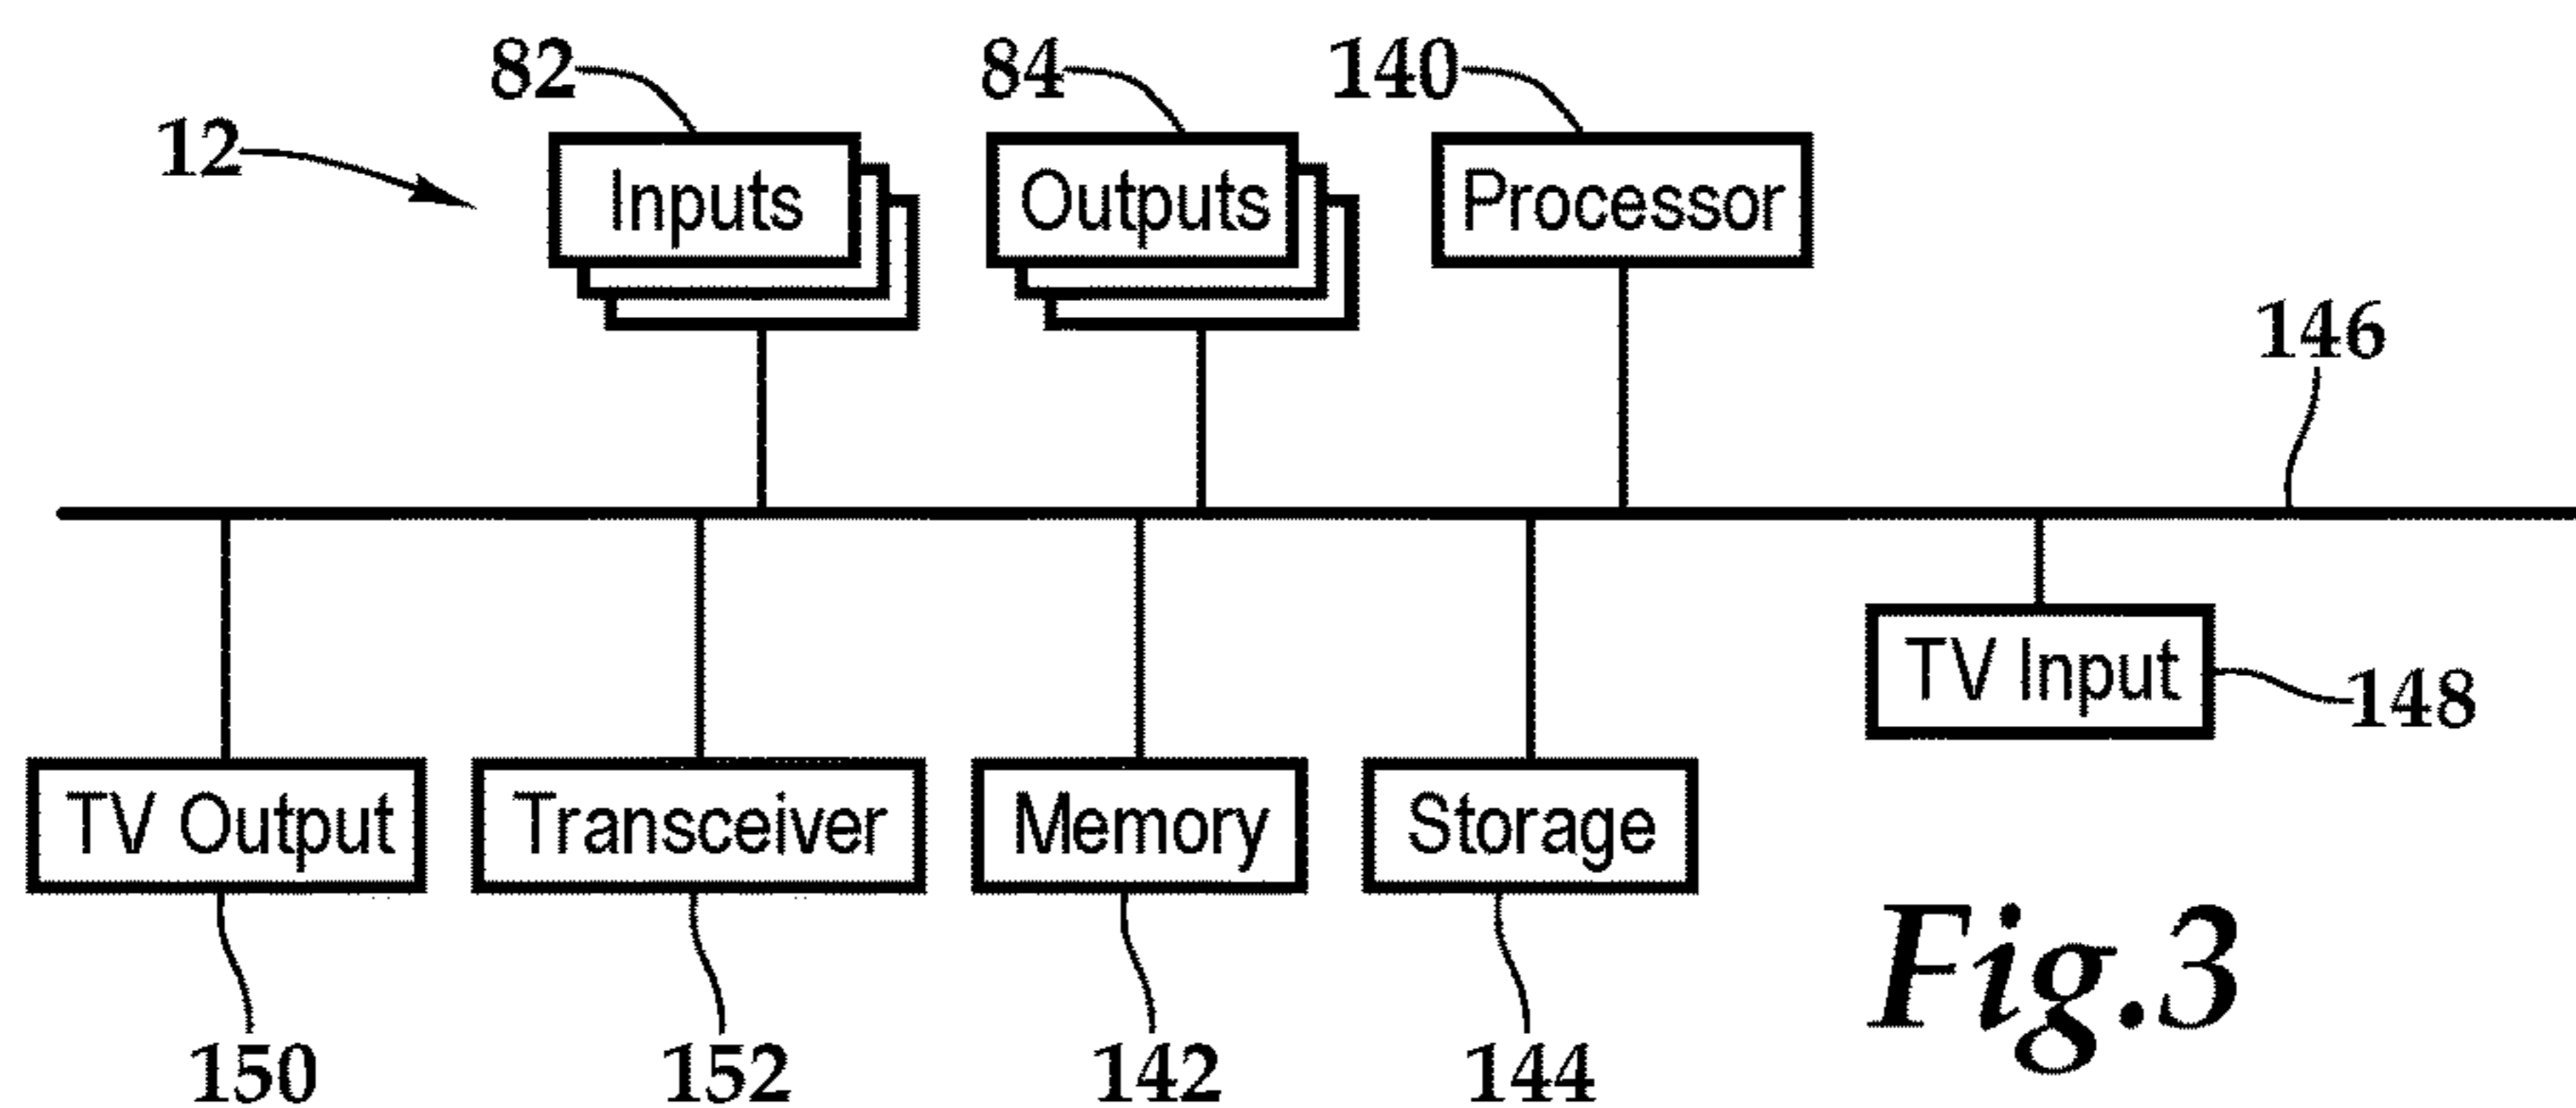 82
84
140
12
Inputs
Outputs
Processor
146
TV Input
148
TV Output
Transceiver
Memory
Storage
150
152
142
144
Fig.3